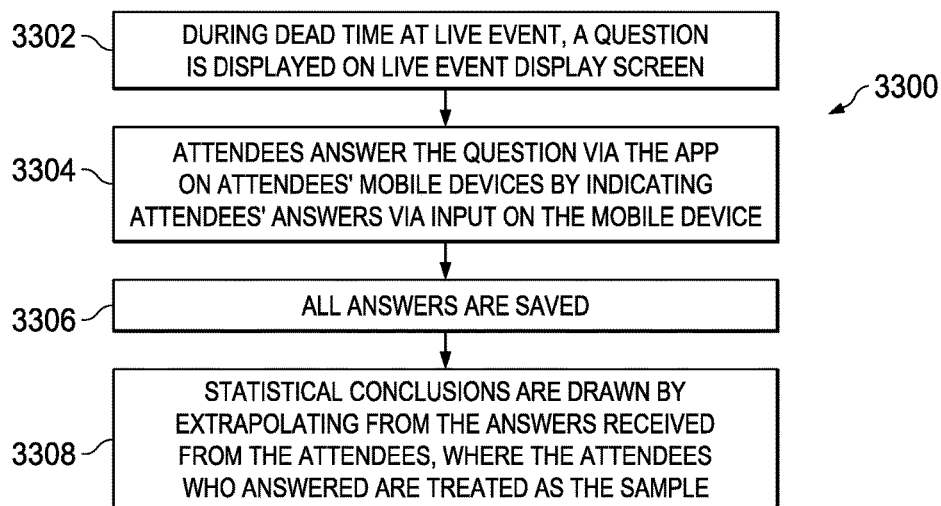 3302
DURING DEAD TIME AT LIVE EVENT, A QUESTION
IS DISPLAYED ON LIVE EVENT DISPLAY SCREEN
3300
3304
ATTENDEES ANSWER THE QUESTION VIA THE APP
ON ATTENDEES' MOBILE DEVICES BY INDICATING
ATTENDEES' ANSWERS VIA INPUT ON THE MOBILE DEVICE
3306
ALL ANSWERS ARE SAVED
3308
STATISTICAL CONCLUSIONS ARE DRAWN BY
EXTRAPOLATING FROM THE ANSWERS RECEIVED
FROM THE ATTENDEES, WHERE THE ATTENDEES
WHO ANSWERED ARE TREATED AS THE SAMPLE